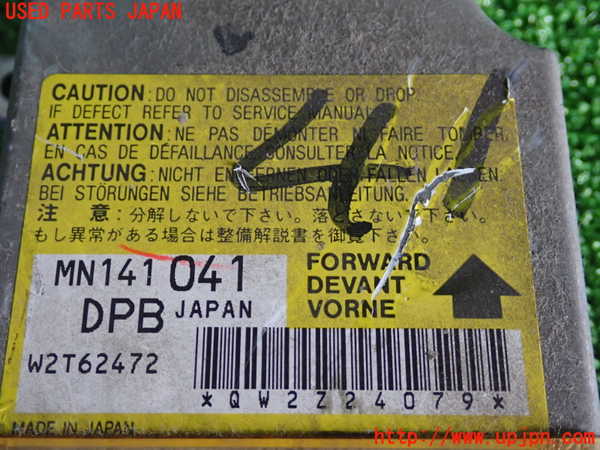 USED PARTS JAPAN
CAUTION : DO NOT DISASSEMBLE OR DROP.
IF DEFECT REFER TO SERVICE MANUAL.
ATTENTION : NE PAS DÉMONTER NI FAIRE TOMBER.
EN CAS DE DÉFAILLANCE CONSULTER LA NOTICE.
ACHTUNG : NICHT ENTFERNEN ODER FALLEN LASSEN.
BEI STÖRUNGEN SIEHE BETRIEBSANLEITUNG.
注 意 : 分解しないで下さい。落とさないで下さい。
もし異常がある場合は整備解説書を御覧下さい。
MN141 041
DPB JAPAN
W2T62472
FORWARD
DEVANT
VORNE
41
*QW2Z24079*
MADE IN JAPAN
http://www.upjpn.com